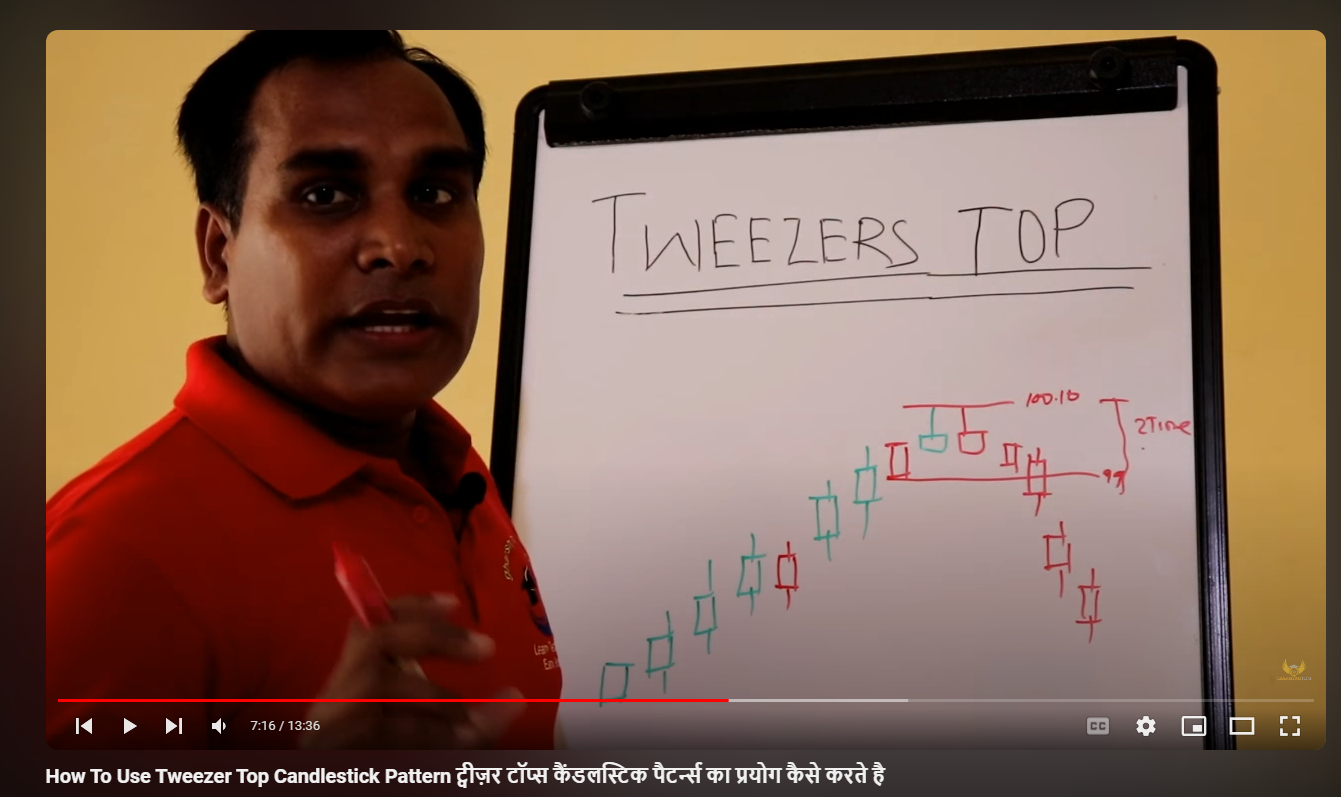 TWEEZERS TOP
100.10
2Time
99
7:16 / 13:36
CC
How To Use Tweezer Top Candlestick Pattern ट्वीज़र टॉप्स कैंडलस्टिक पैटर्न्स का प्रयोग कैसे करते है